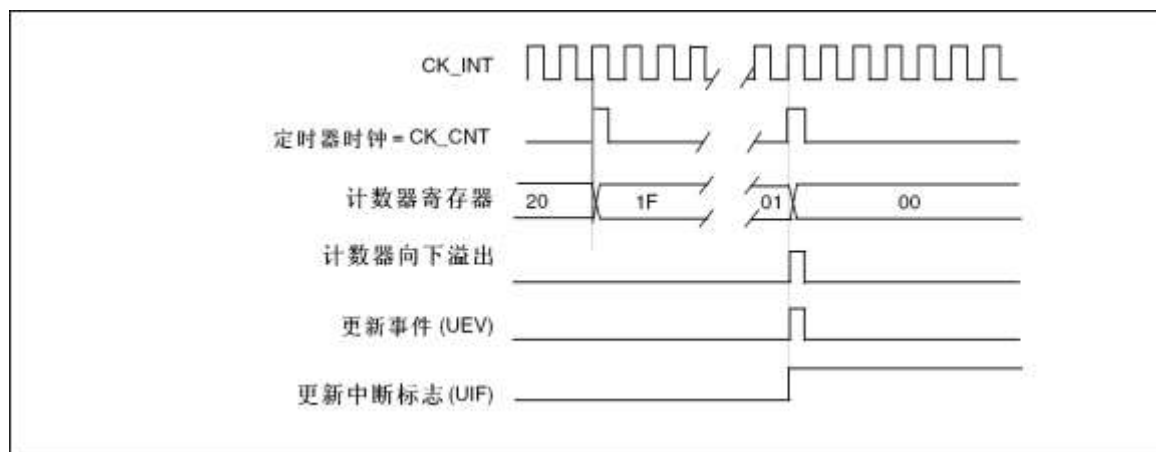 CK_INT
定时器时钟 = CK_CNT
计数器寄存器 20 1F 01 00
计数器向下溢出
更新事件 (UEV)
更新中断标志 (UIF)